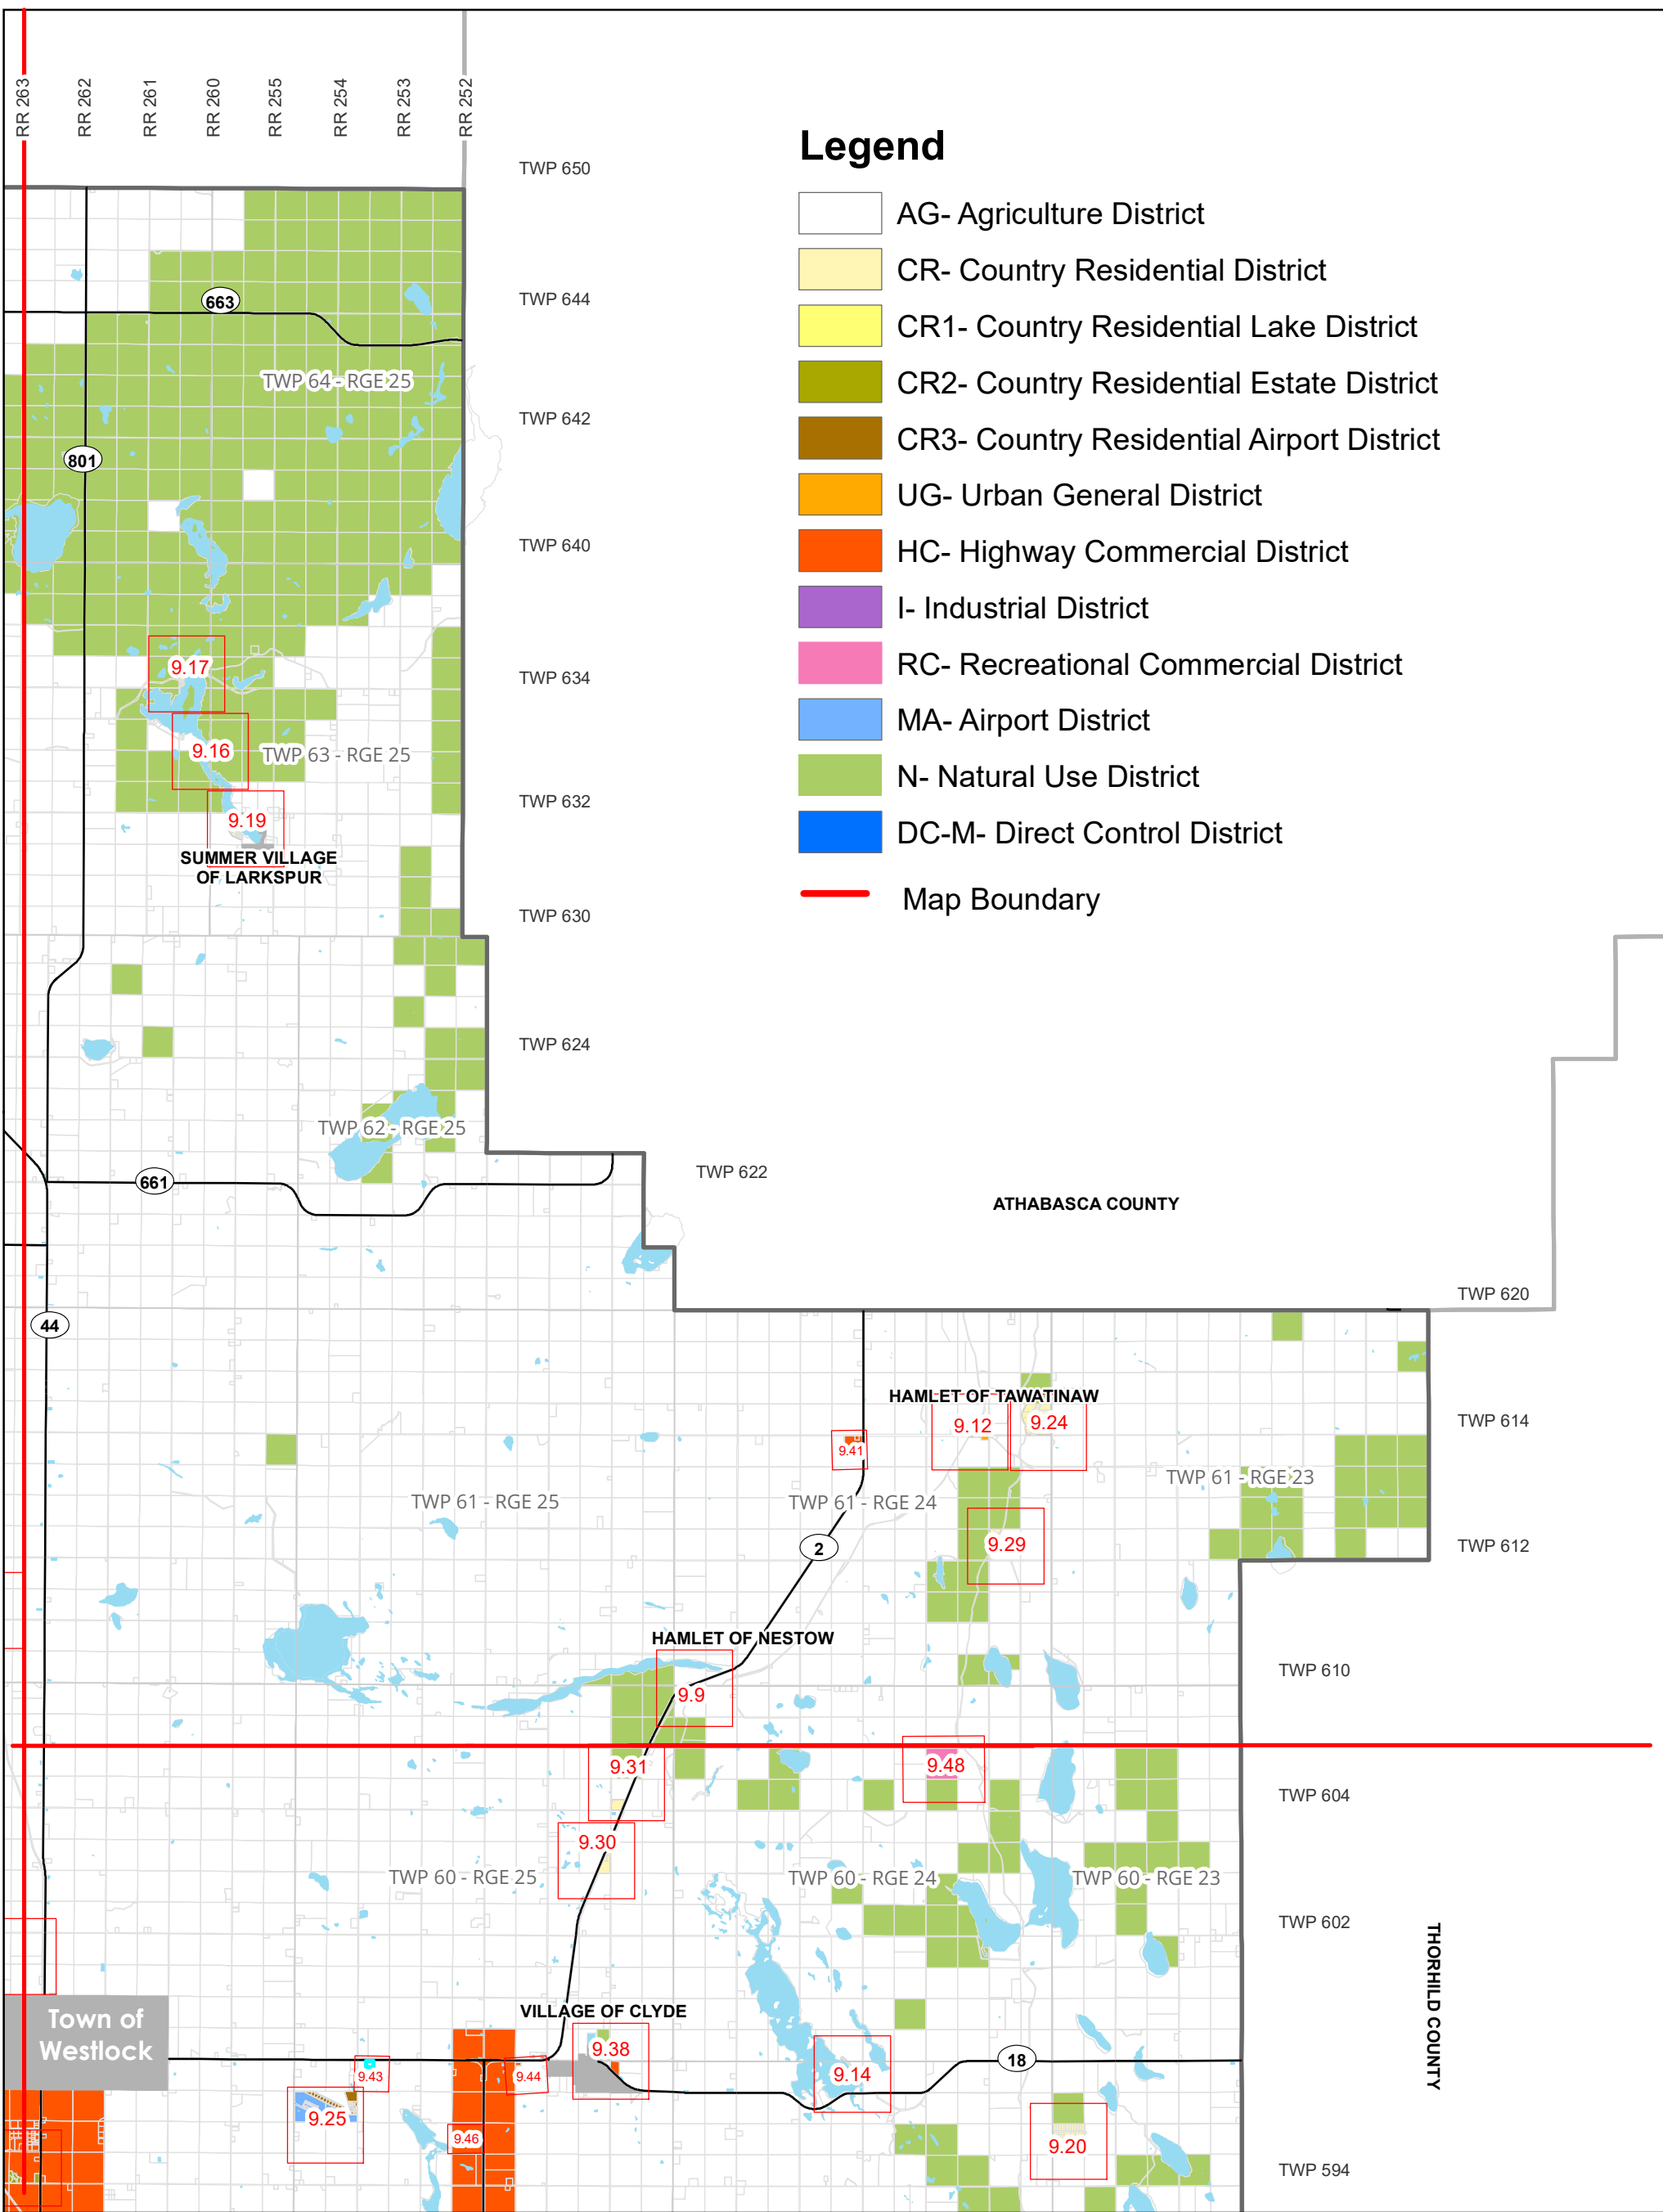 RR 263
RR 262
RR 261
RR 260
RR 255
RR 254
RR 253
RR 252
Legend
AG- Agriculture District
CR- Country Residential District
CR1- Country Residential Lake District
CR2- Country Residential Estate District
CR3- Country Residential Airport District
UG- Urban General District
HC- Highway Commercial District
I- Industrial District
RC- Recreational Commercial District
MA- Airport District
N- Natural Use District
DC-M- Direct Control District
Map Boundary
TWP 650
TWP 644
TWP 642
TWP 640
TWP 634
TWP 632
TWP 630
TWP 624
TWP 622
TWP 620
TWP 614
TWP 612
TWP 610
TWP 604
TWP 602
TWP 594
663
TWP 64 - RGE 25
801
9.17
9.16
TWP 63 - RGE 25
9.19
SUMMER VILLAGE
OF LARKSPUR
TWP 62 - RGE 25
661
ATHABASCA COUNTY
44
HAMLET OF TAWATINAW
9.12
9.24
9.41
TWP 61 - RGE 25
TWP 61 - RGE 24
TWP 61 - RGE 23
2
9.29
HAMLET OF NESTOW
9.9
9.31
9.48
9.30
TWP 60 - RGE 25
TWP 60 - RGE 24
TWP 60 - RGE 23
THORHILD COUNTY
VILLAGE OF CLYDE
Town of
Westlock
9.38
18
9.43
9.44
9.14
9.25
9.46
9.20